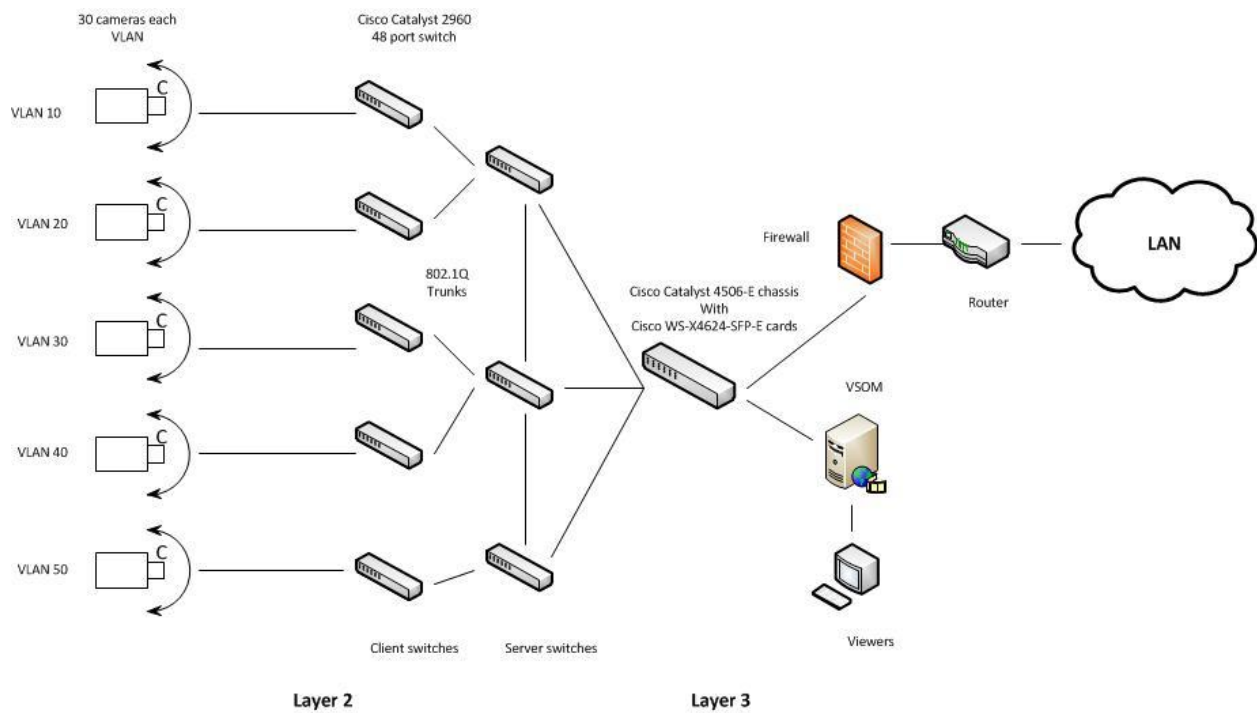 30 cameras each
VLAN
Cisco Catalyst 2960
48 port switch
C
VLAN 10
C
VLAN 20
Firewall
LAN
802.1Q
Trunks
Cisco Catalyst 4506-E chassis
With
Cisco WS-X4624-SFP-E cards
Router
C
VLAN 30
VSOM
C
VLAN 40
C
VLAN 50
Client switches
Server switches
Viewers
Layer 2
Layer 3